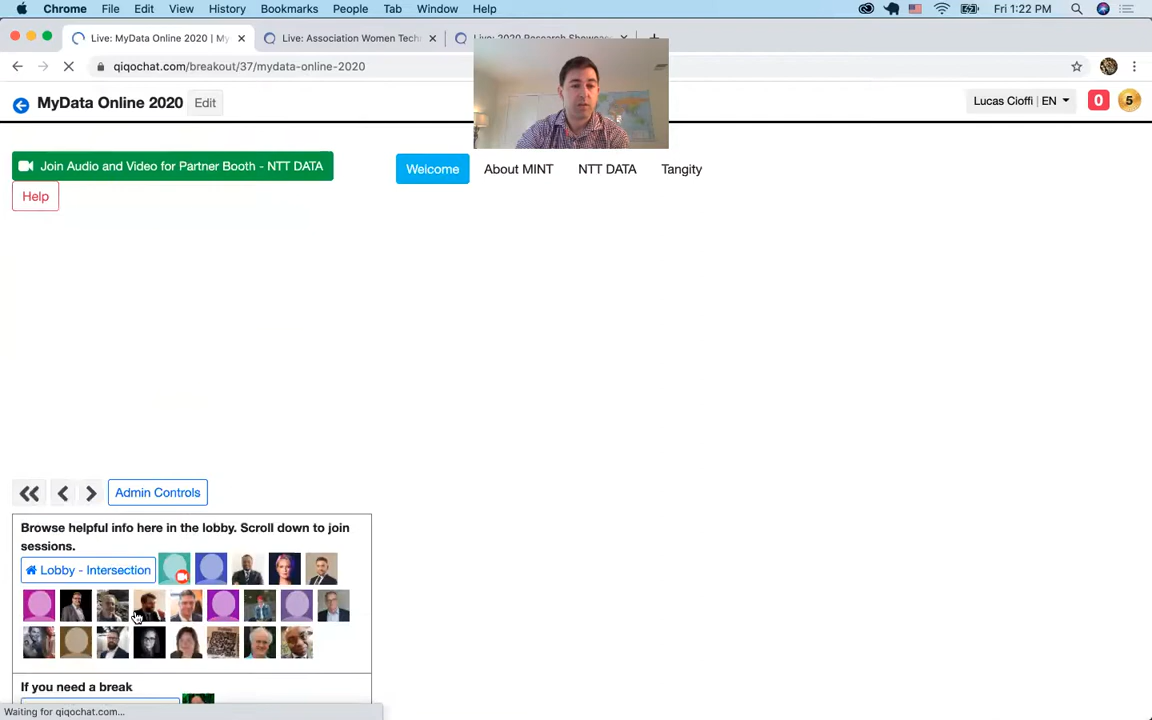 Chrome File Edit View History Bookmarks People Tab Window Help Fri 1:22 PM
Live: MyData Online 2020 | My Live: Association Women Tech Live: 2020 Research Showcase
qiqochat.com/breakout/37/mydata-online-2020
MyData Online 2020 Edit Lucas Cioffi | EN 0 5
Join Audio and Video for Partner Booth - NTT DATA Welcome About MINT NTT DATA Tangity
Help
Admin Controls
Browse helpful info here in the lobby. Scroll down to join
sessions.
Lobby - Intersection
If you need a break
Waiting for qiqochat.com...